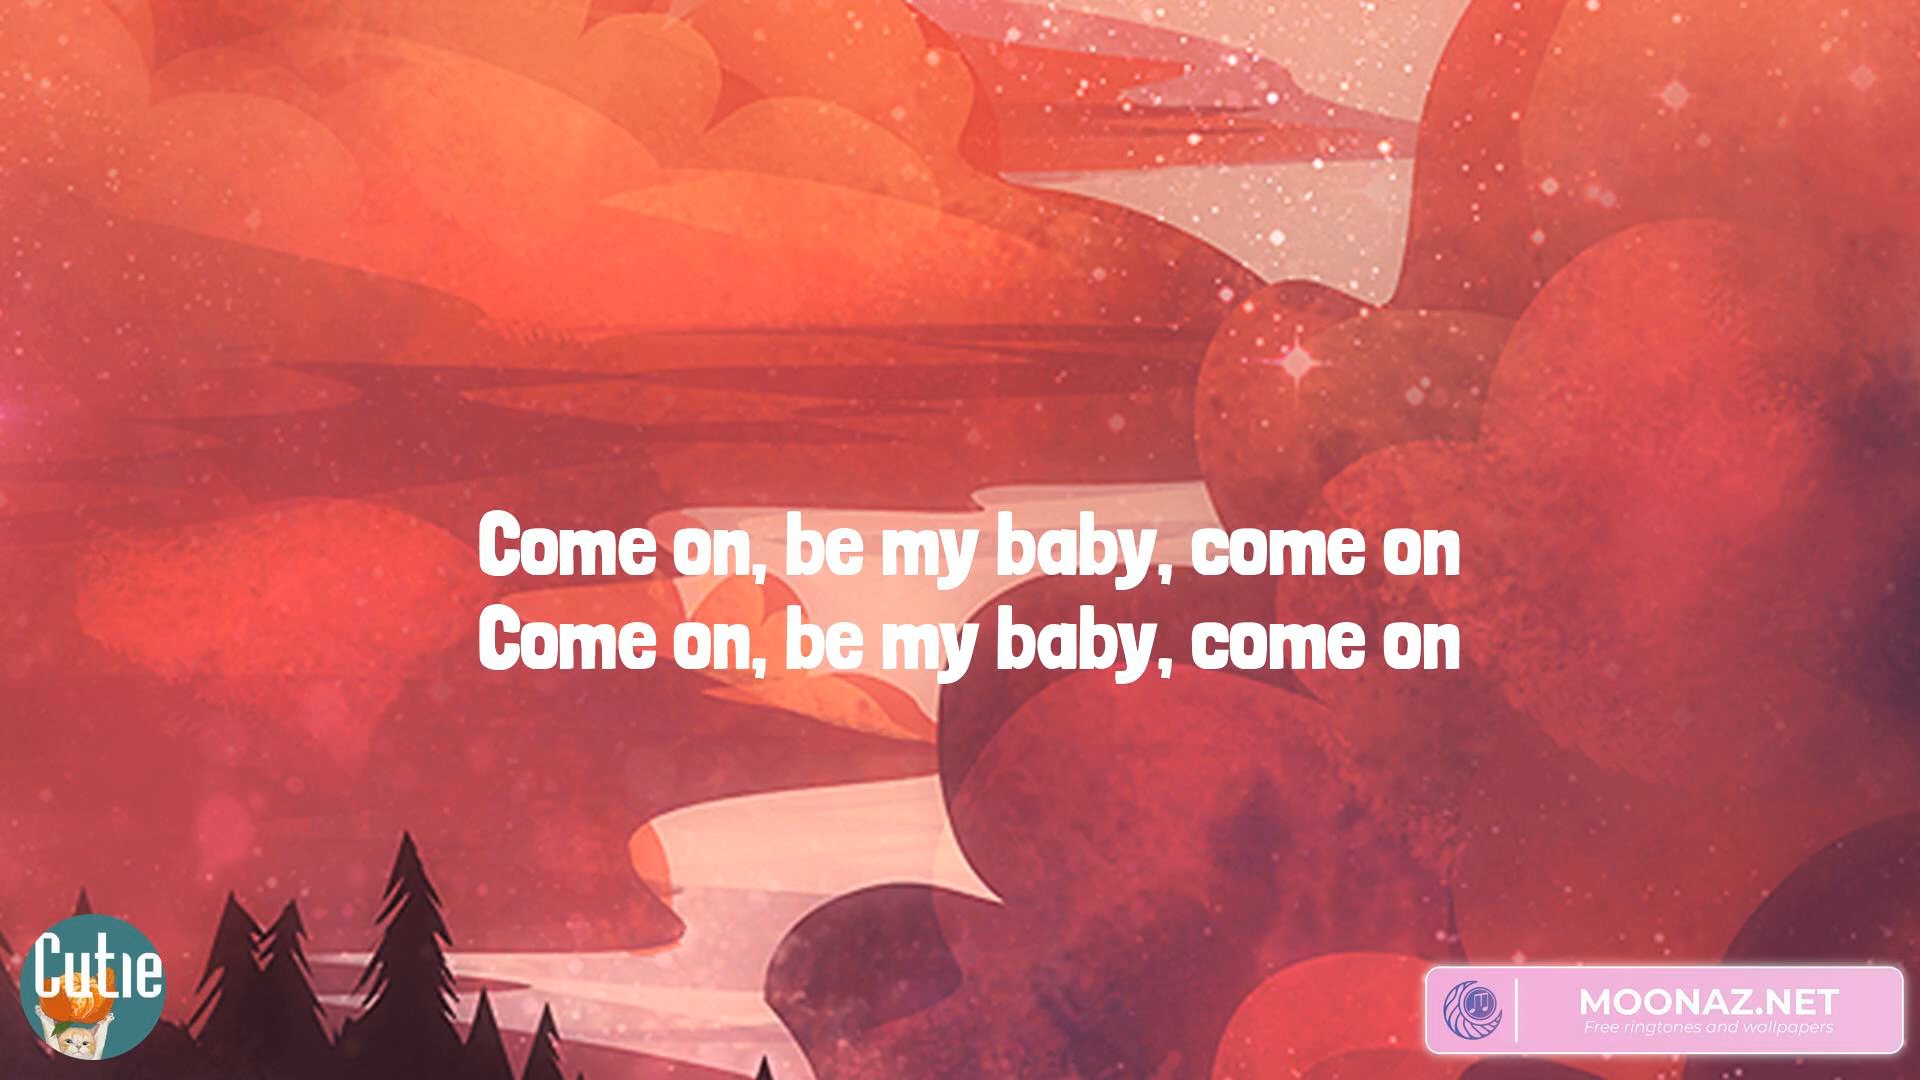 Come on, be my baby, come on
Come on, be my baby, come on
Cutie
MOONAZ.NET
Free ringtones and wallpapers